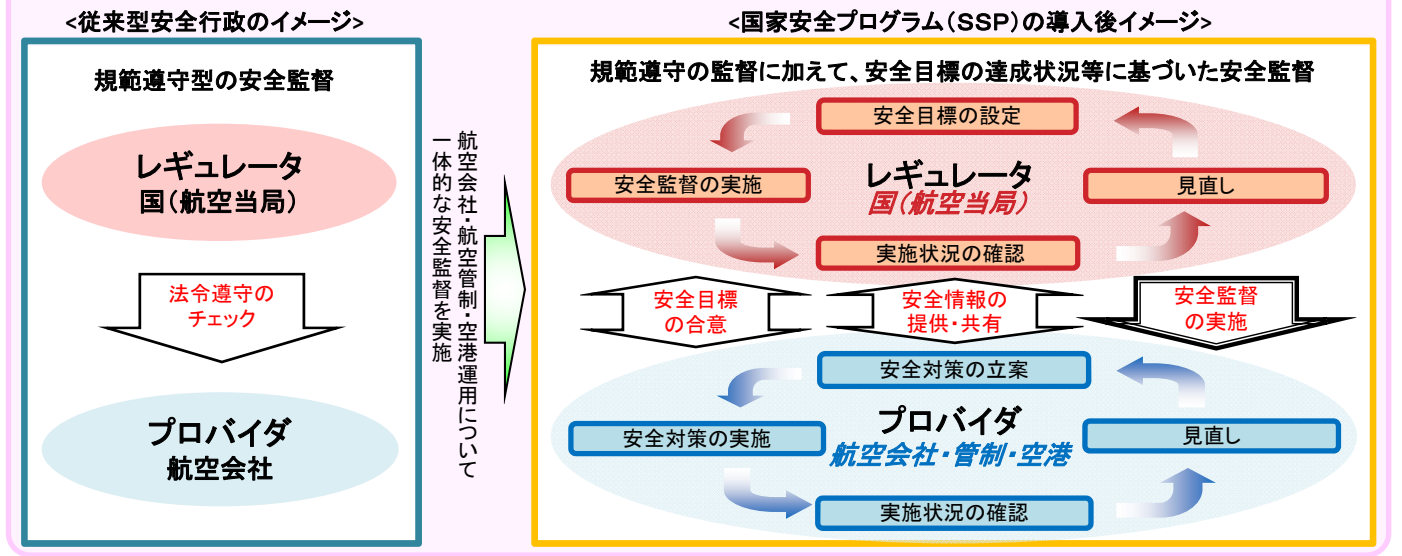 <従来型安全行政のイメージ>
規範遵守型の安全監督
レギュレータ
国(航空当局)
法令遵守の
チェック
プロバイダ
航空会社
航空会社・航空管制・空港運用について
一体的な安全監督を実施
<国家安全プログラム(SSP)の導入後イメージ>
規範遵守の監督に加えて、安全目標の達成状況等に基づいた安全監督
安全目標の設定
安全監督の実施
レギュレータ
国(航空当局)
見直し
実施状況の確認
安全目標
の合意
安全情報の
提供・共有
安全監督
の実施
安全対策の立案
安全対策の実施
プロバイダ
航空会社・管制・空港
見直し
実施状況の確認